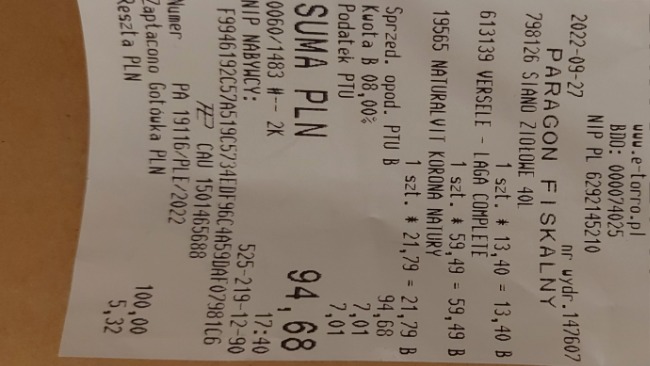 www.e-torro.pl
BDO: 000074025
NIP PL 6292145210
2022-09-27 nr wydr.147607
PARAGON FISKALNY
798126 SIANO ZIOŁOWE 40L
1 szt. * 13,40 = 13,40 B
613139 VERSELE - LAGA COMPLETE
1 szt. * 59,49 = 59,49 B
19565 NATURALVIT KORONA NATURY
1 szt. * 21,79 = 21,79 B
Sprzed. opod. PTU B 94,68
Kwota B 08,00% 7,01
Podatek PTU 7,01
SUMA PLN 94,68
0060/1483 #-- 2K 17:40
NIP NABYWCY: 525-219-12-90
F9946192C57A519C5734EDF96C4A59DAF07981C6
CAU 1501465688
Numer PA 19116/PLE/2022
Zapłacono Gotówka PLN 100,00
Reszta PLN 5,32